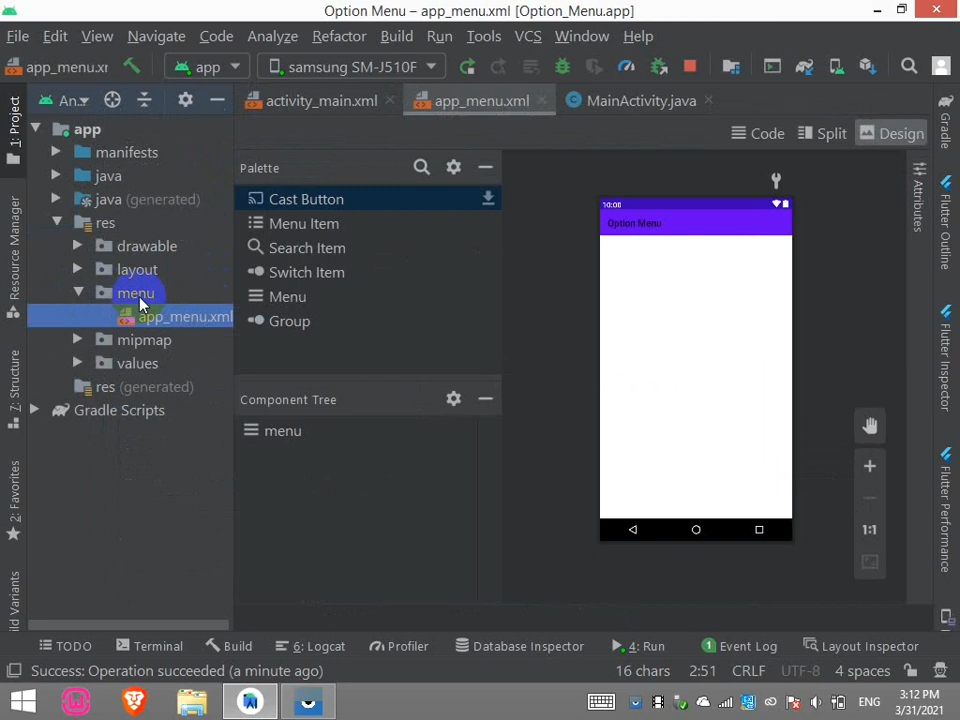 Option Menu – app_menu.xml [Option_Menu.app]
File Edit View Navigate Code Analyze Refactor Build Run Tools VCS Window Help
app_menu.xr app samsung SM-J510F
An... activity_main.xml app_menu.xml MainActivity.java
1: Project
Resource Manager
7: Structure
2: Favorites
ild Variants
app
manifests
java
java (generated)
res
drawable
layout
menu
app_menu.xml
mipmap
values
res (generated)
Gradle Scripts
Code Split Design
Palette
Cast Button
Menu Item
Search Item
Switch Item
Menu
Group
Component Tree
menu
10:00
Option Menu
1:1
Attributes
Gradle
Flutter Outline
Flutter Inspector
Flutter Performance
TODO Terminal Build 6: Logcat Profiler Database Inspector 4: Run 1 Event Log Layout Inspector
Success: Operation succeeded (a minute ago) 16 chars 2:51 CRLF UTF-8 4 spaces
ENG 3:12 PM
3/31/2021